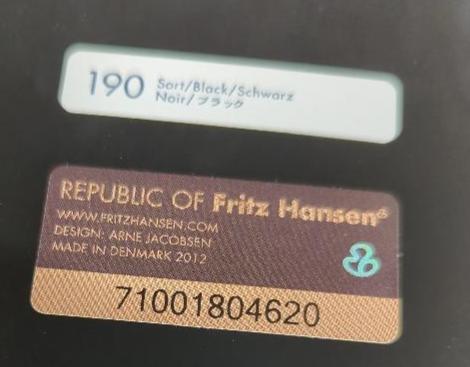 190 Sort/Black/Schwarz
Noir/ブラック
REPUBLIC OF Fritz Hansen®
WWW.FRITZHANSEN.COM
DESIGN: ARNE JACOBSEN
MADE IN DENMARK 2012
71001804620